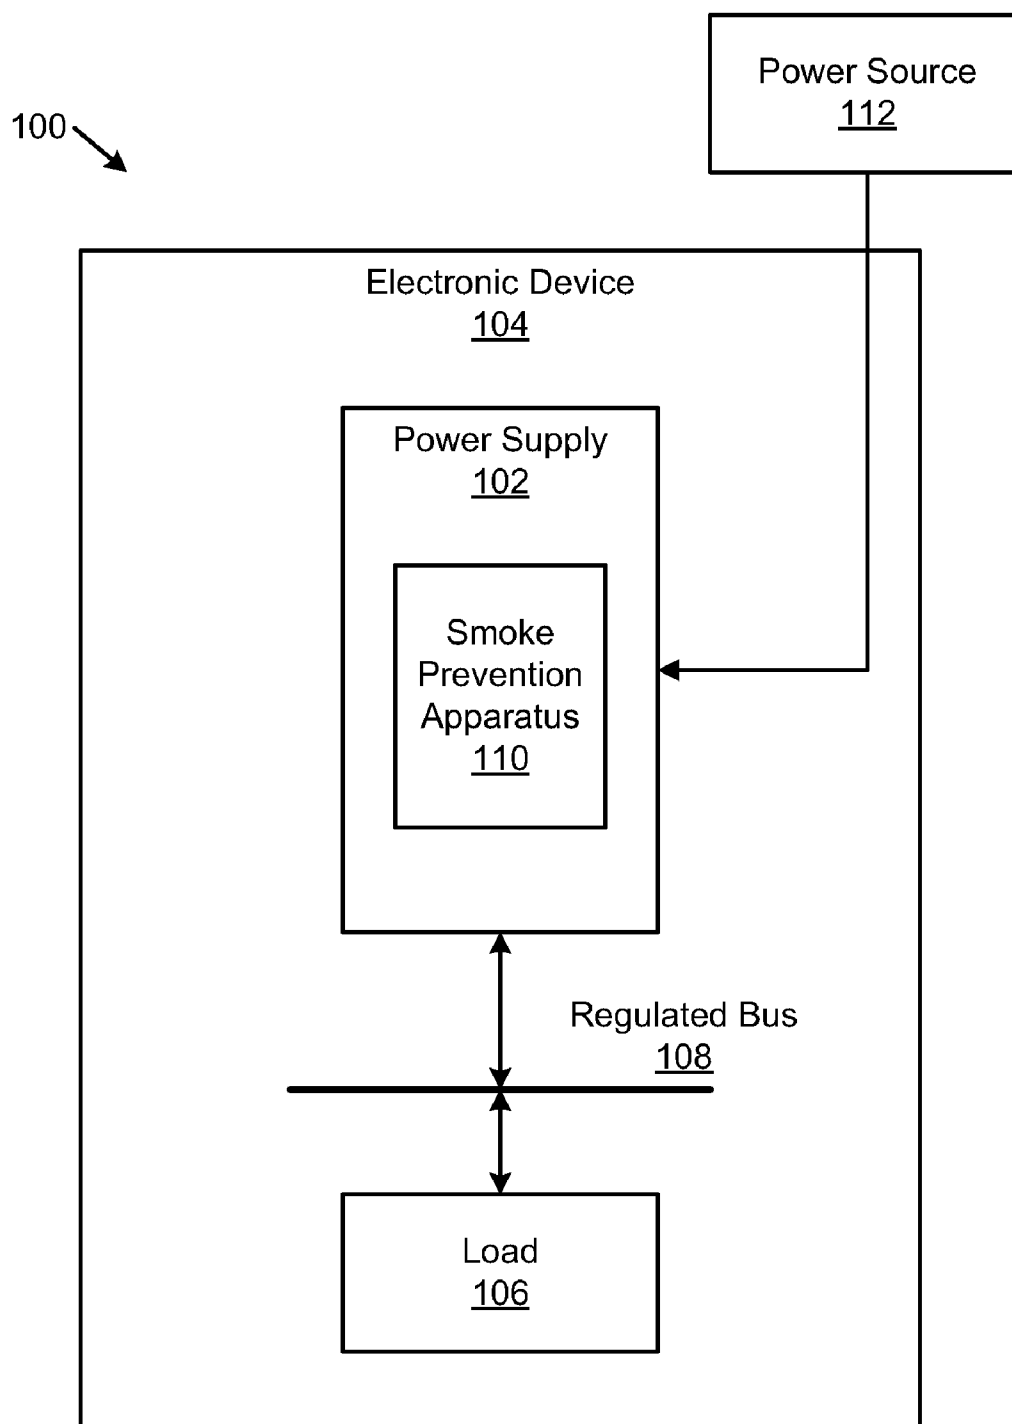 Power Source
112
100
Electronic Device
104
Power Supply
102
Smoke
Prevention
Apparatus
110
Regulated Bus
108
Load
106